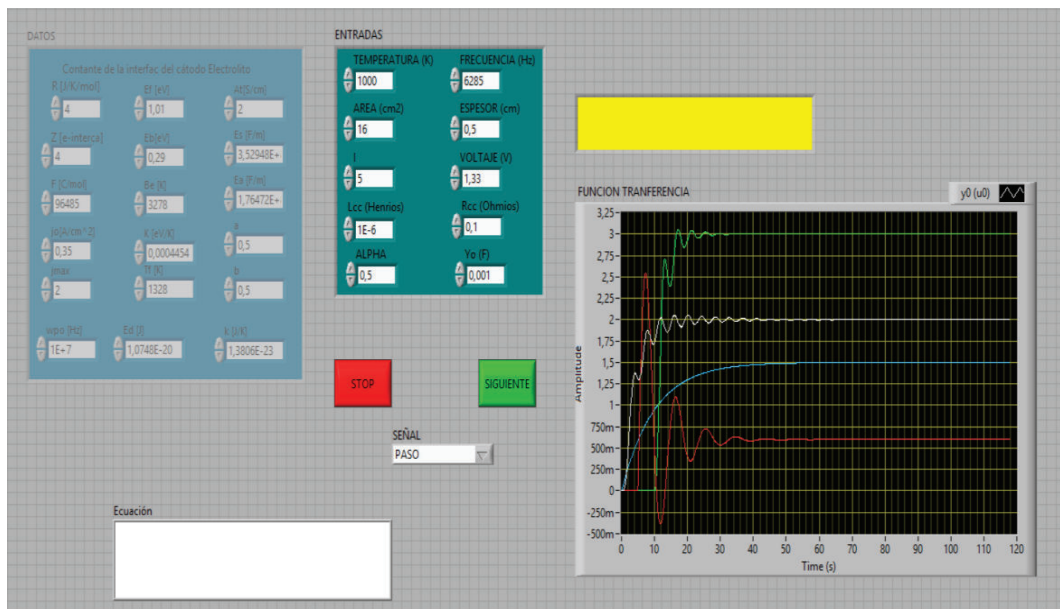 DATOS
Contante de la interfac del cátodo Electrolito
R [J/K/mol] Ef [eV] At[S/cm]
4 1,01 2
Z [e-interca] Eb[eV] Es [F/m]
4 0,29 3,52948E+
F [C/mol] Be [K] Ea [F/m]
96485 3278 1,76472E+
Jo[A/cm^2] K [eV/K] a
0,35 0,0004454 0,5
Jmax Tf [K] b
2 1328 0,5
wpo (Hz) Ed [J] k [J/K]
1E+7 1,0748E-20 1,3806E-23
ENTRADAS
TEMPERATURA (K) FRECUENCIA (Hz)
1000 6285
AREA (cm2) ESPESOR (cm)
16 0,5
I VOLTAJE (V)
5 1,33
Lcc (Henrios) Rcc (Ohmios)
1E-6 0,1
ALPHA Yo (F)
0,5 0,001
STOP SIGUIENTE
SEÑAL
PASO
Ecuación
FUNCION TRANFERENCIA y0 (u0)
3,25
3
2,75
2,5
2,25
2
1,75
1,5
1,25
1
750m
500m
250m
0
-250m
-500m
Amplitude
0 10 20 30 40 50 60 70 80 90 100 110 120
Time (s)